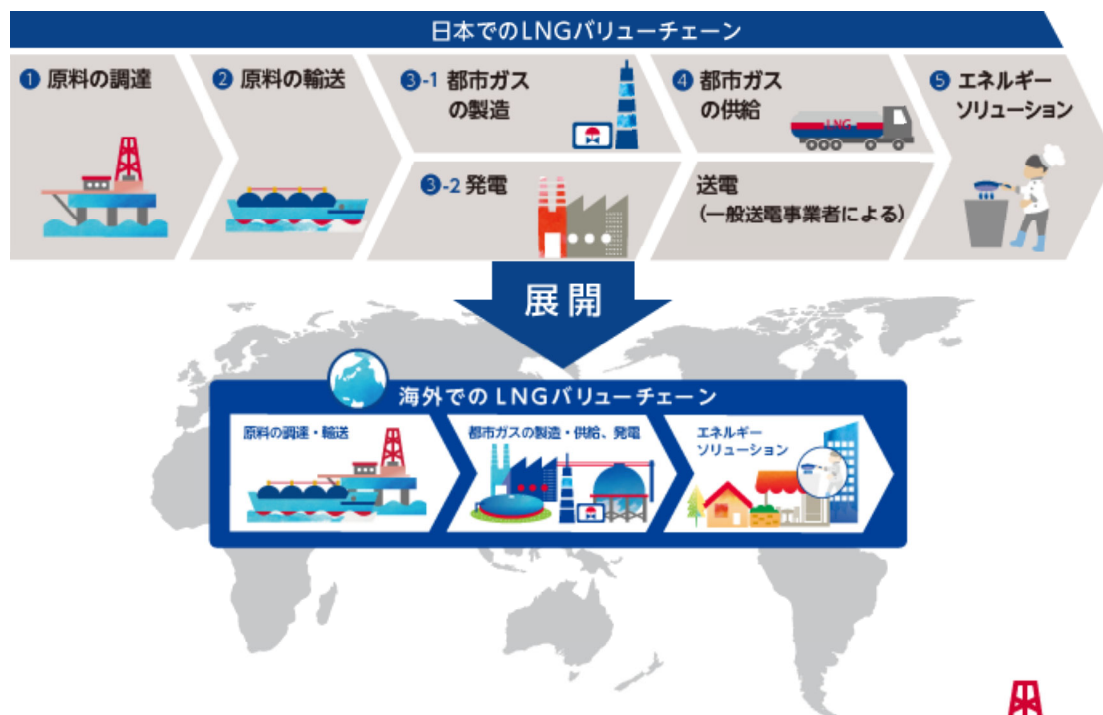 日本でのLNGバリューチェーン
❶ 原料の調達
❷ 原料の輸送
❸-1 都市ガス
の製造
❹ 都市ガス
の供給
LNG
❺ エネルギー
ソリューション
❸-2 発電
送電
(一般送電事業者による)
展開
海外での LNGバリューチェーン
原料の調達・輸送
都市ガスの製造・供給、発電
エネルギー
ソリューション